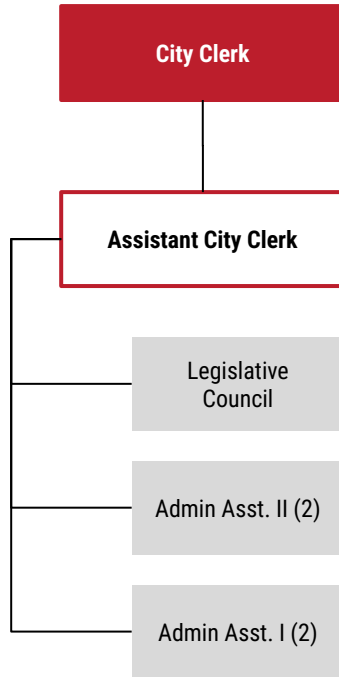 City Clerk
Assistant City Clerk
Legislative
Council
Admin Asst. II (2)
Admin Asst. I (2)